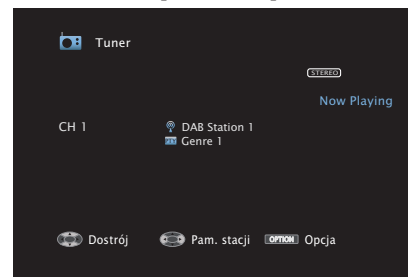 Tuner
STEREO
Now Playing
CH 1
DAB Station 1
Genre 1
Dostrój Pam. stacji OPTION Opcja